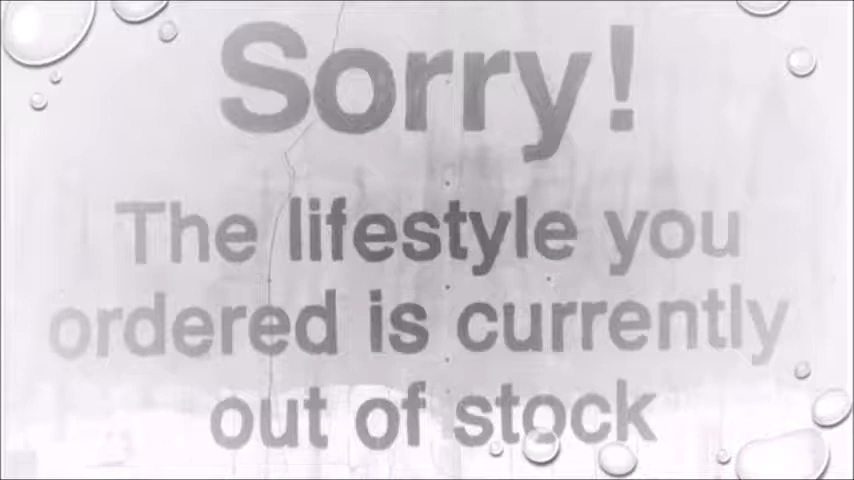 Sorry!
The lifestyle you
ordered is currently
out of stock